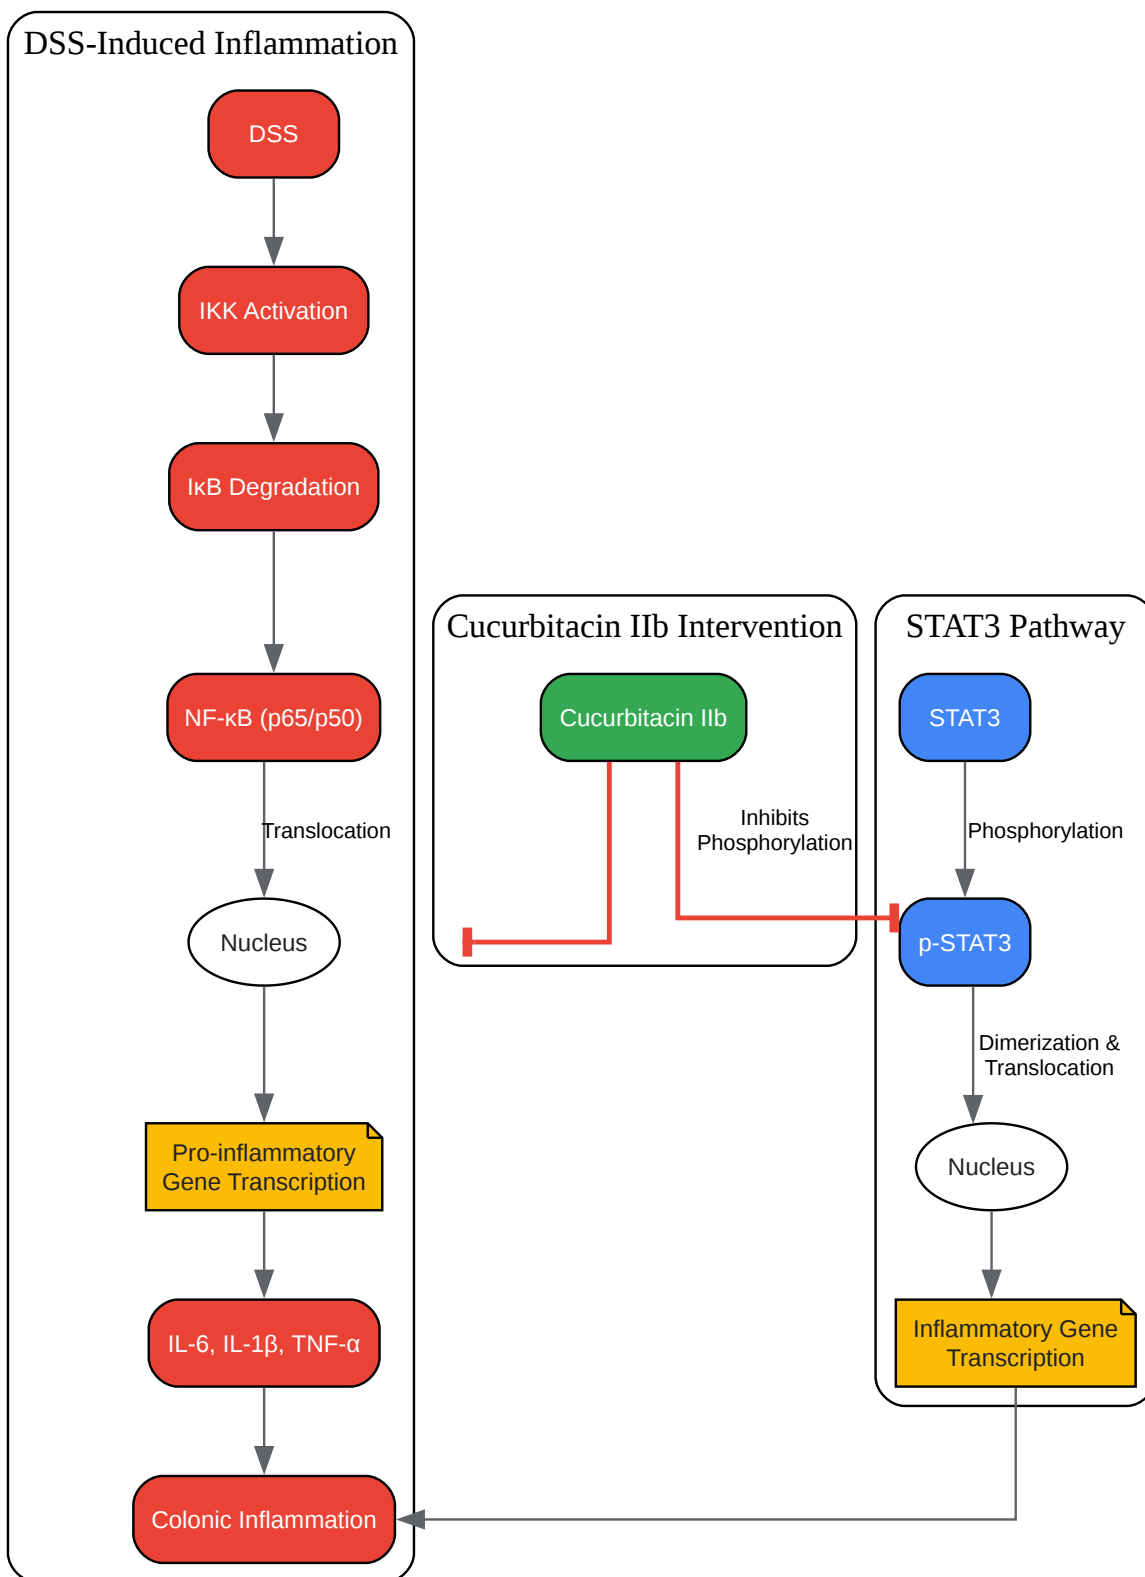 DSS-Induced Inflammation
DSS
IKK Activation
IκB Degradation
NF-κB (p65/p50)
Translocation
Nucleus
Pro-inflammatory
Gene Transcription
IL-6, IL-1β, TNF-α
Colonic Inflammation
Cucurbitacin IIb Intervention
Cucurbitacin IIb
Inhibits
Phosphorylation
STAT3 Pathway
STAT3
Phosphorylation
p-STAT3
Dimerization &
Translocation
Nucleus
Inflammatory Gene
Transcription